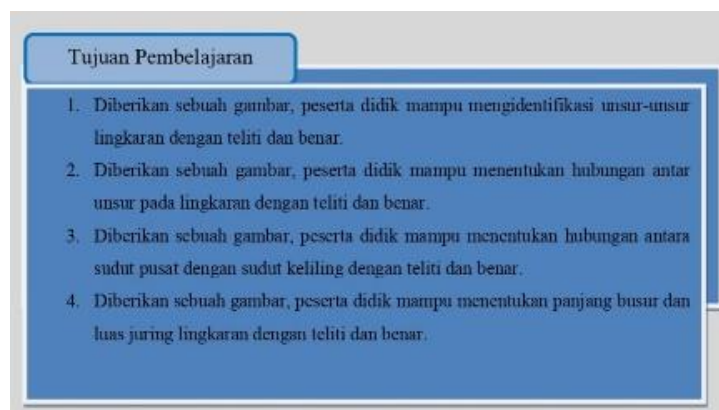 Tujuan Pembelajaran
1. Diberikan sebuah gambar, peserta didik mampu mengidentifikasi unsur-unsur
lingkaran dengan teliti dan benar.
2. Diberikan sebuah gambar, peserta didik mampu menentukan hubungan antar
unsur pada lingkaran dengan teliti dan benar.
3. Diberikan sebuah gambar, peserta didik mampu menentukan hubungan antara
sudut pusat dengan sudut keliling dengan teliti dan benar.
4. Diberikan sebuah gambar, peserta didik mampu menentukan panjang busur dan
luas juring lingkaran dengan teliti dan benar.